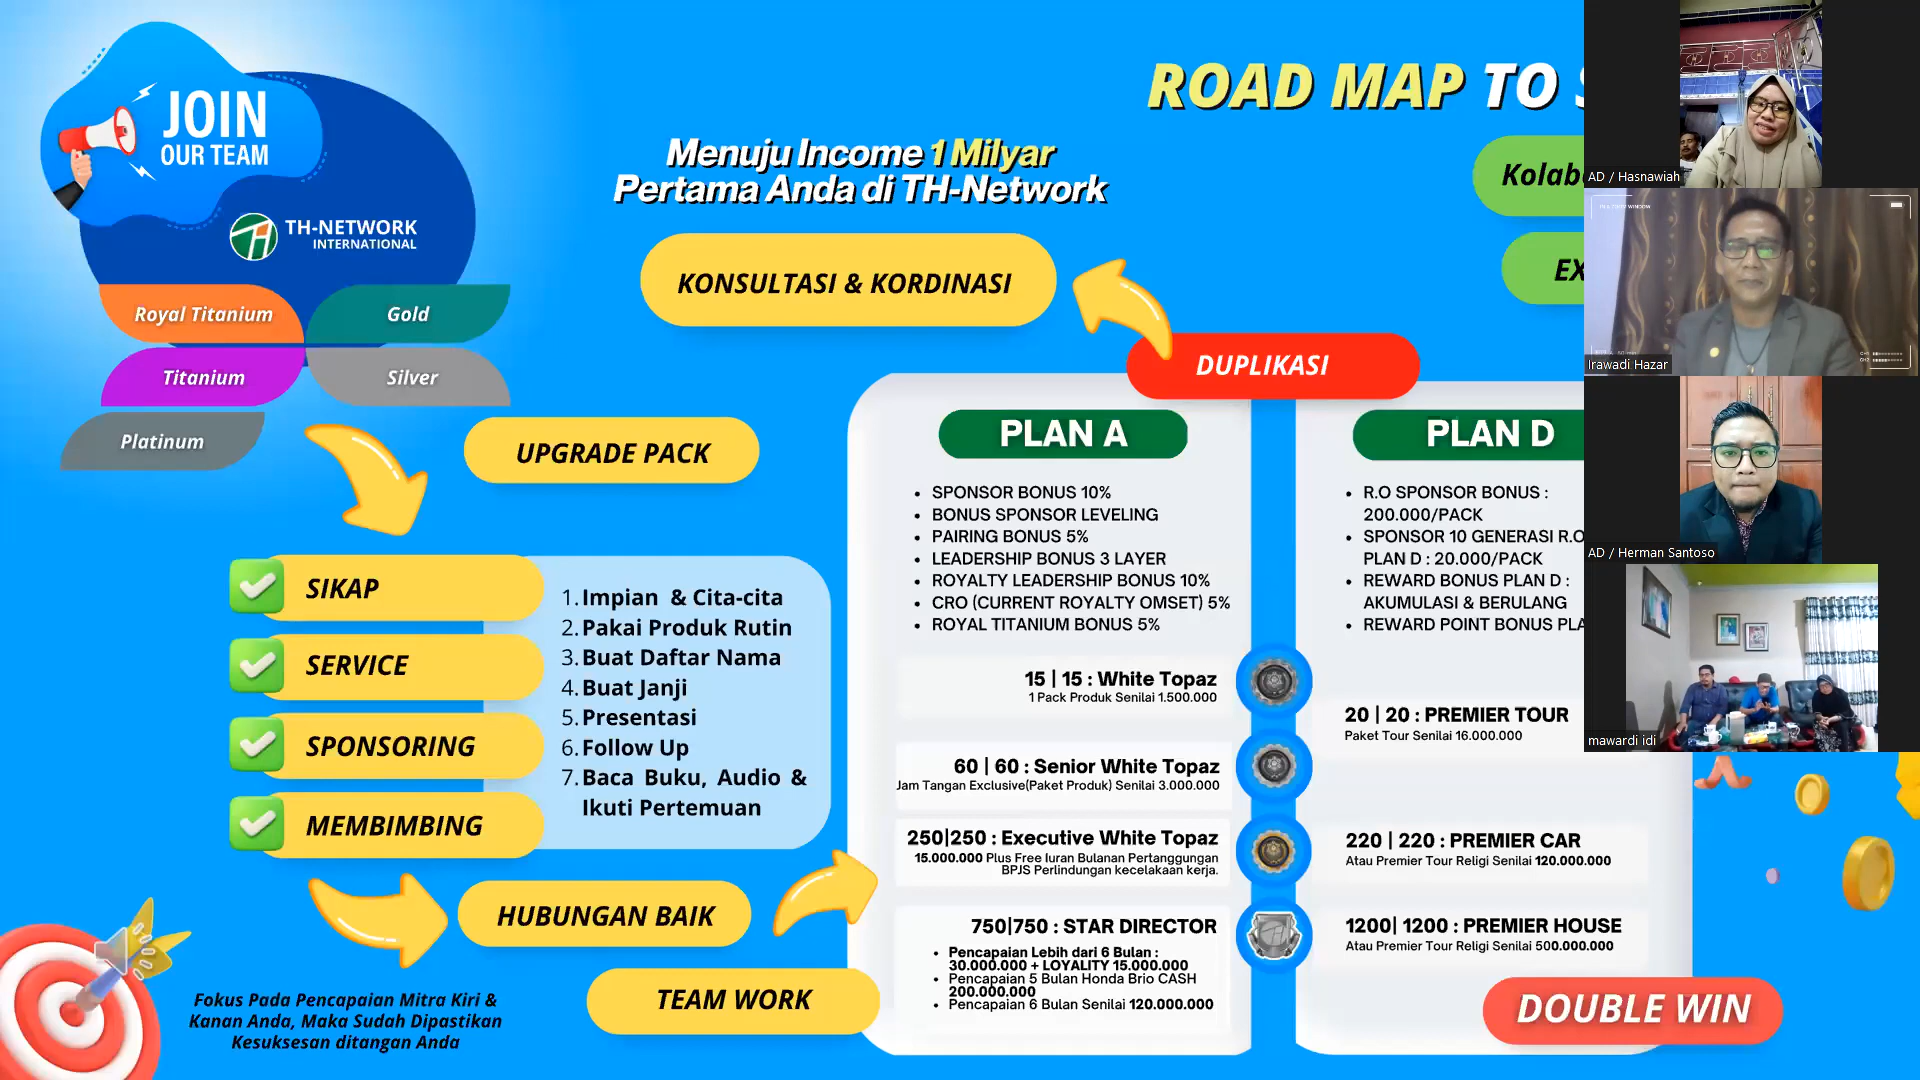 JOIN
OUR TEAM
TH-NETWORK
INTERNATIONAL
Royal Titanium
Gold
Titanium
Silver
Platinum
ROAD MAP TO
Menuju Income 1 Milyar
Pertama Anda di TH-Network
KONSULTASI & KORDINASI
DUPLIKASI
UPGRADE PACK
SIKAP
SERVICE
SPONSORING
MEMBIMBING
1. Impian & Cita-cita
2. Pakai Produk Rutin
3. Buat Daftar Nama
4. Buat Janji
5. Presentasi
6. Follow Up
7. Baca Buku, Audio &
Ikuti Pertemuan
HUBUNGAN BAIK
TEAM WORK
Fokus Pada Pencapaian Mitra Kiri &
Kanan Anda, Maka Sudah Dipastikan
Kesuksesan ditangan Anda
PLAN A
• SPONSOR BONUS 10%
• BONUS SPONSOR LEVELING
• PAIRING BONUS 5%
• LEADERSHIP BONUS 3 LAYER
• ROYALTY LEADERSHIP BONUS 10%
• CRO (CURRENT ROYALTY OMSET) 5%
• ROYAL TITANIUM BONUS 5%
15 | 15 : White Topaz
1 Pack Produk Senilai 1.500.000
60 | 60 : Senior White Topaz
Jam Tangan Exclusive(Paket Produk) Senilai 3.000.000
250|250 : Executive White Topaz
15.000.000 Plus Free Iuran Bulanan Pertanggungan
BPJS Perlindungan kecelakaan kerja.
750|750 : STAR DIRECTOR
• Pencapaian Lebih dari 6 Bulan :
30.000.000 + LOYALITY 15.000.000
• Pencapaian 5 Bulan Honda Brio CASH
200.000.000
• Pencapaian 6 Bulan Senilai 120.000.000
PLAN D
• R.O SPONSOR BONUS :
200.000/PACK
• SPONSOR 10 GENERASI R.O
PLAN D : 20.000/PACK
• REWARD BONUS PLAN D :
AKUMULASI & BERULANG
• REWARD POINT BONUS PLA
20 | 20 : PREMIER TOUR
Paket Tour Senilai 16.000.000
220 | 220 : PREMIER CAR
Atau Premier Tour Religi Senilai 120.000.000
1200| 1200 : PREMIER HOUSE
Atau Premier Tour Religi Senilai 500.000.000
DOUBLE WIN
Kolab
EX
AD / Hasnawiah
Irawadi Hazar
AD / Herman Santoso
mawardi idi